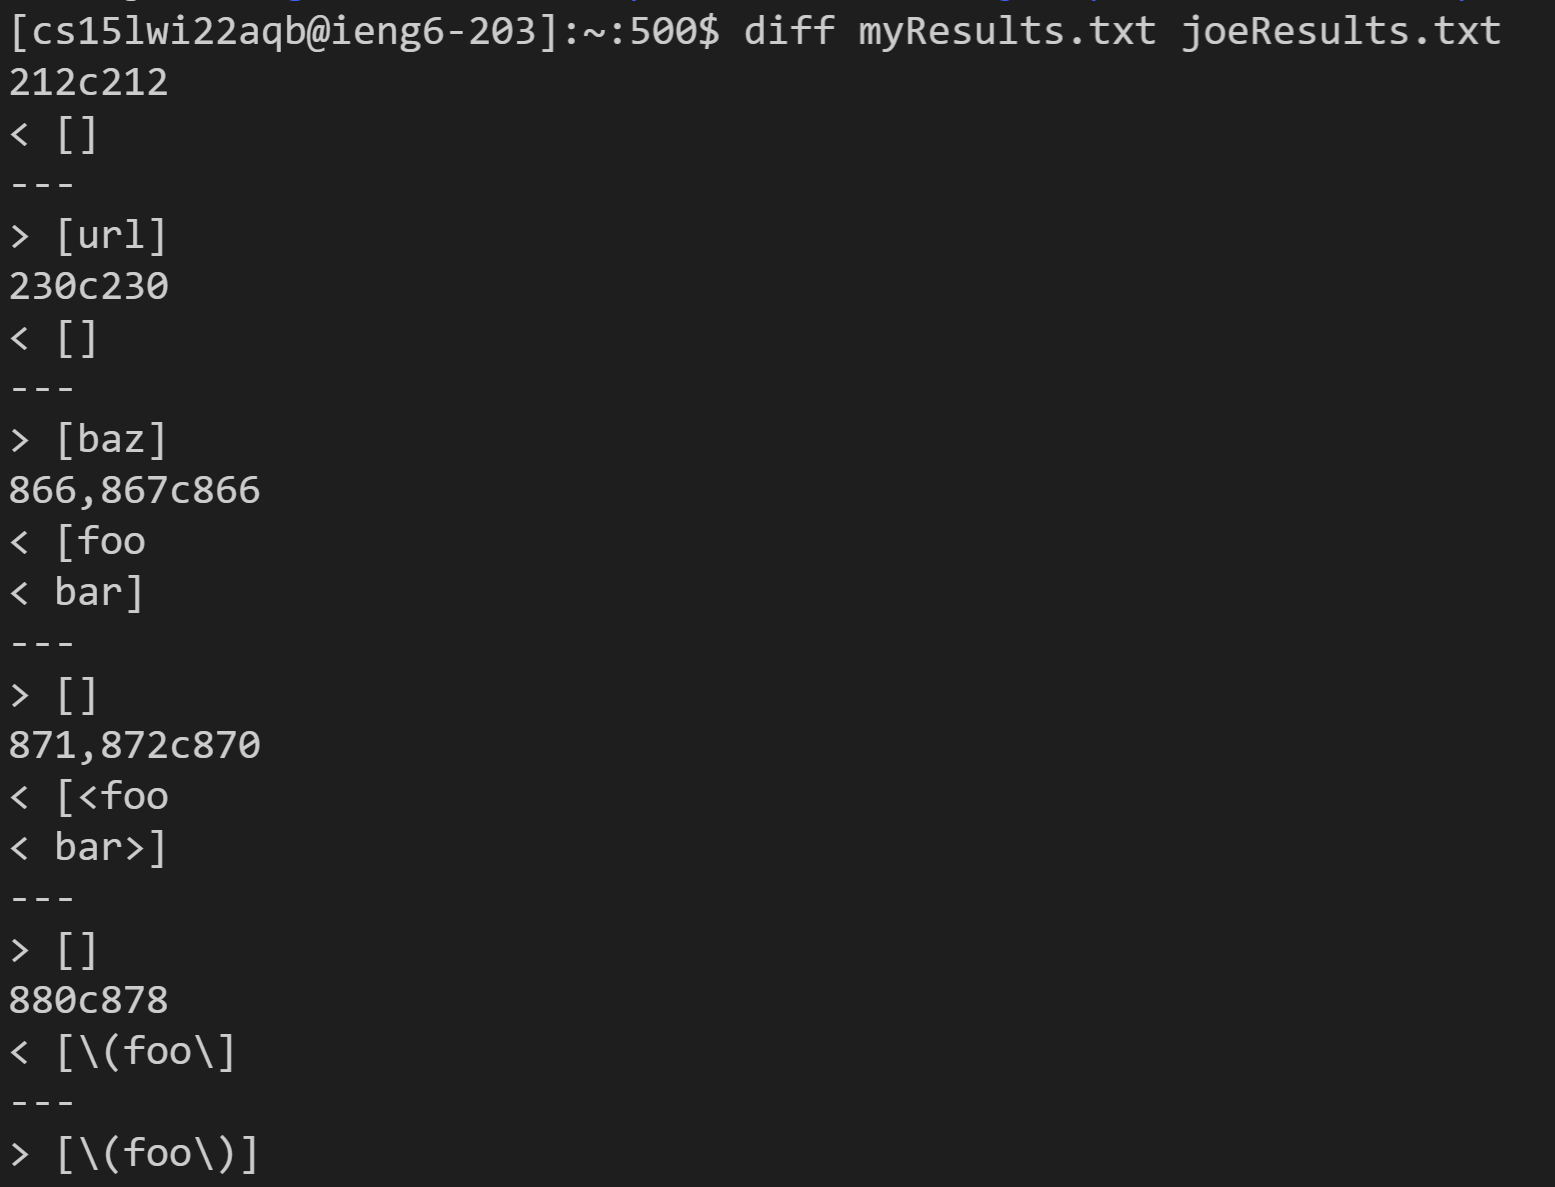 [cs15lwi22aqb@ieng6-203]:~:500$ diff myResults.txt joeResults.txt
212c212
< []
---
> [url]
230c230
< []
---
> [baz]
866,867c866
< [foo
< bar]
---
> []
871,872c870
< [<foo
< bar>]
---
> []
880c878
< [\(foo\]
---
> [\(foo\)]